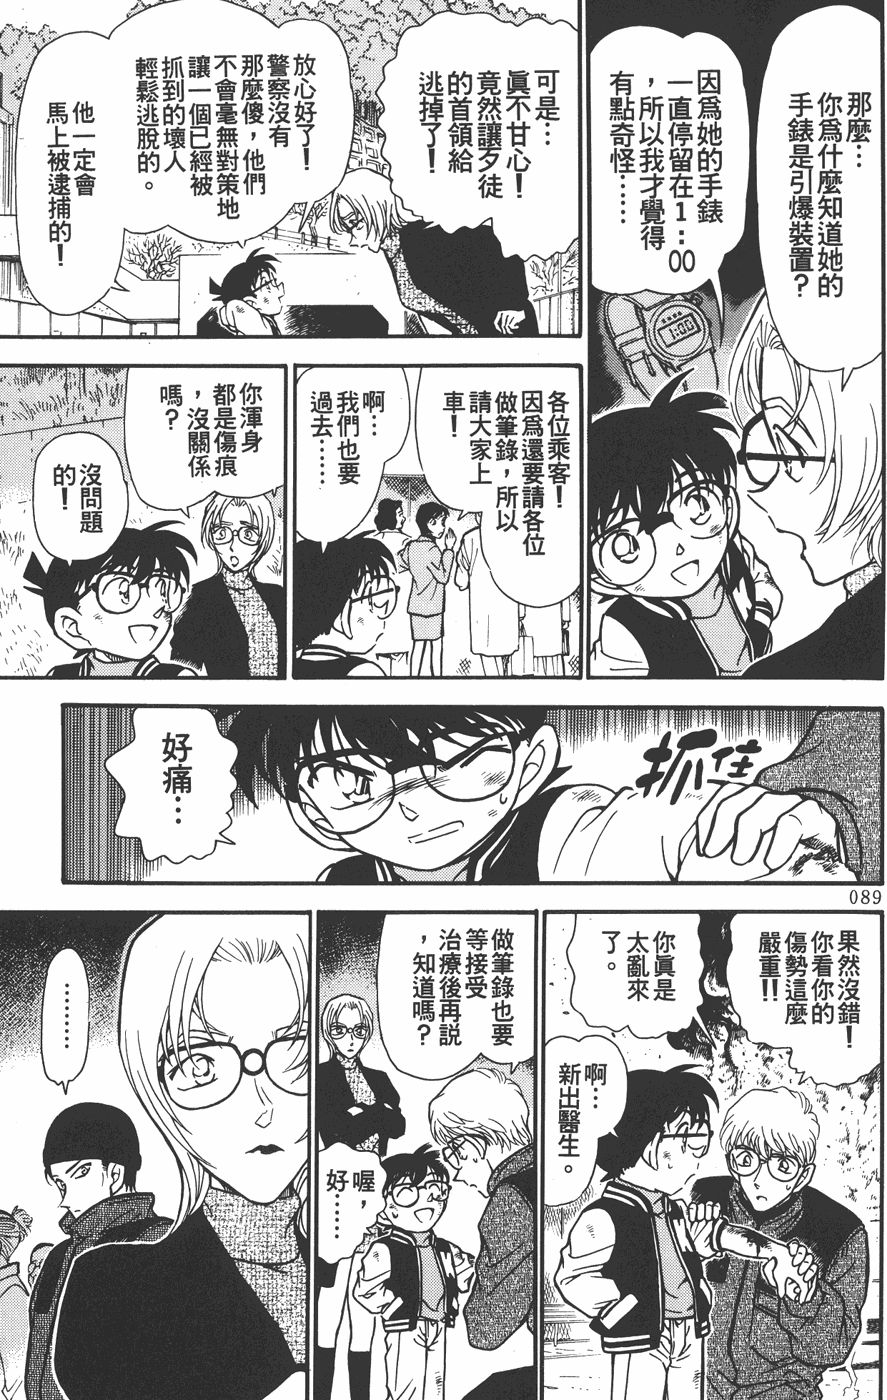 那麼…
你爲什麼知道她的
手錶是引爆裝置?
因爲她的手錶
一直停留在1:00
,所以我才覺得
有點奇怪……
1:00
可是…
眞不甘心!
竟然讓歹徒
的首領給
逃掉了!
放心好了!
警察沒有
那麼傻,他們
不會毫無對策地
讓一個已經被
抓到的壞人
輕鬆逃脫的。
他一定會
馬上被逮捕的!
各位乘客!
因爲還要請各位
做筆錄,所以
請大家上
車!
啊…
我們也要
過去……
你渾身
都是傷痕
,沒關係
嗎?
沒問題
的!
抓住
好痛…
089
果然沒錯!
你看你的
傷勢這麼
嚴重!!
你眞是
太亂來
了。
啊…
新出醫生。
做筆錄也要
等接受
治療後再說
,知道嗎?
喔,
好……
………